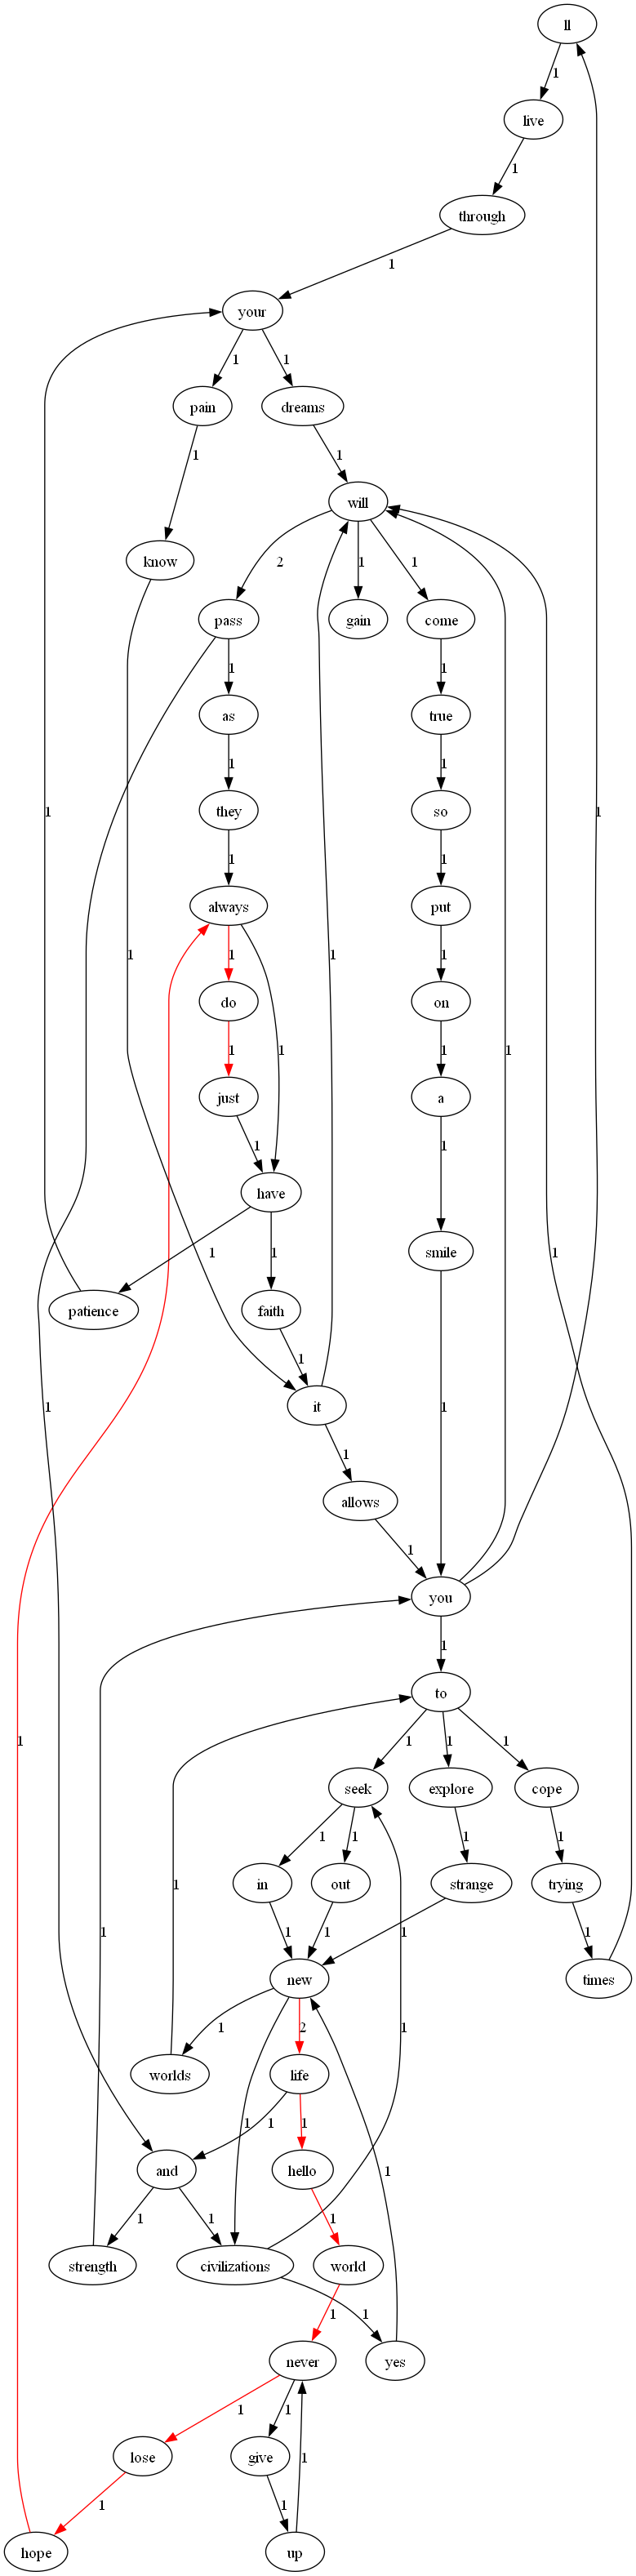 ll
1
live
1
through
1
your
1 1
pain dreams
1 1
will
know
2 1 1
pass gain come
1 1
as true
1 1
they so
1 1 1
always put
1 1 1
do on
1 1 1 1
just a
1 1
have
1 1 smile
patience faith
1
it
1 1 1
allows
1 1
you
1
to
1 1 1
seek explore cope
1 1 1
in out strange trying
1 1 1 1 1
new times
1 2
worlds life
1 1 1 1
and hello
1 1 1 1
strength civilizations world
1 1
never yes
1 1
lose give
1 1 1
hope up